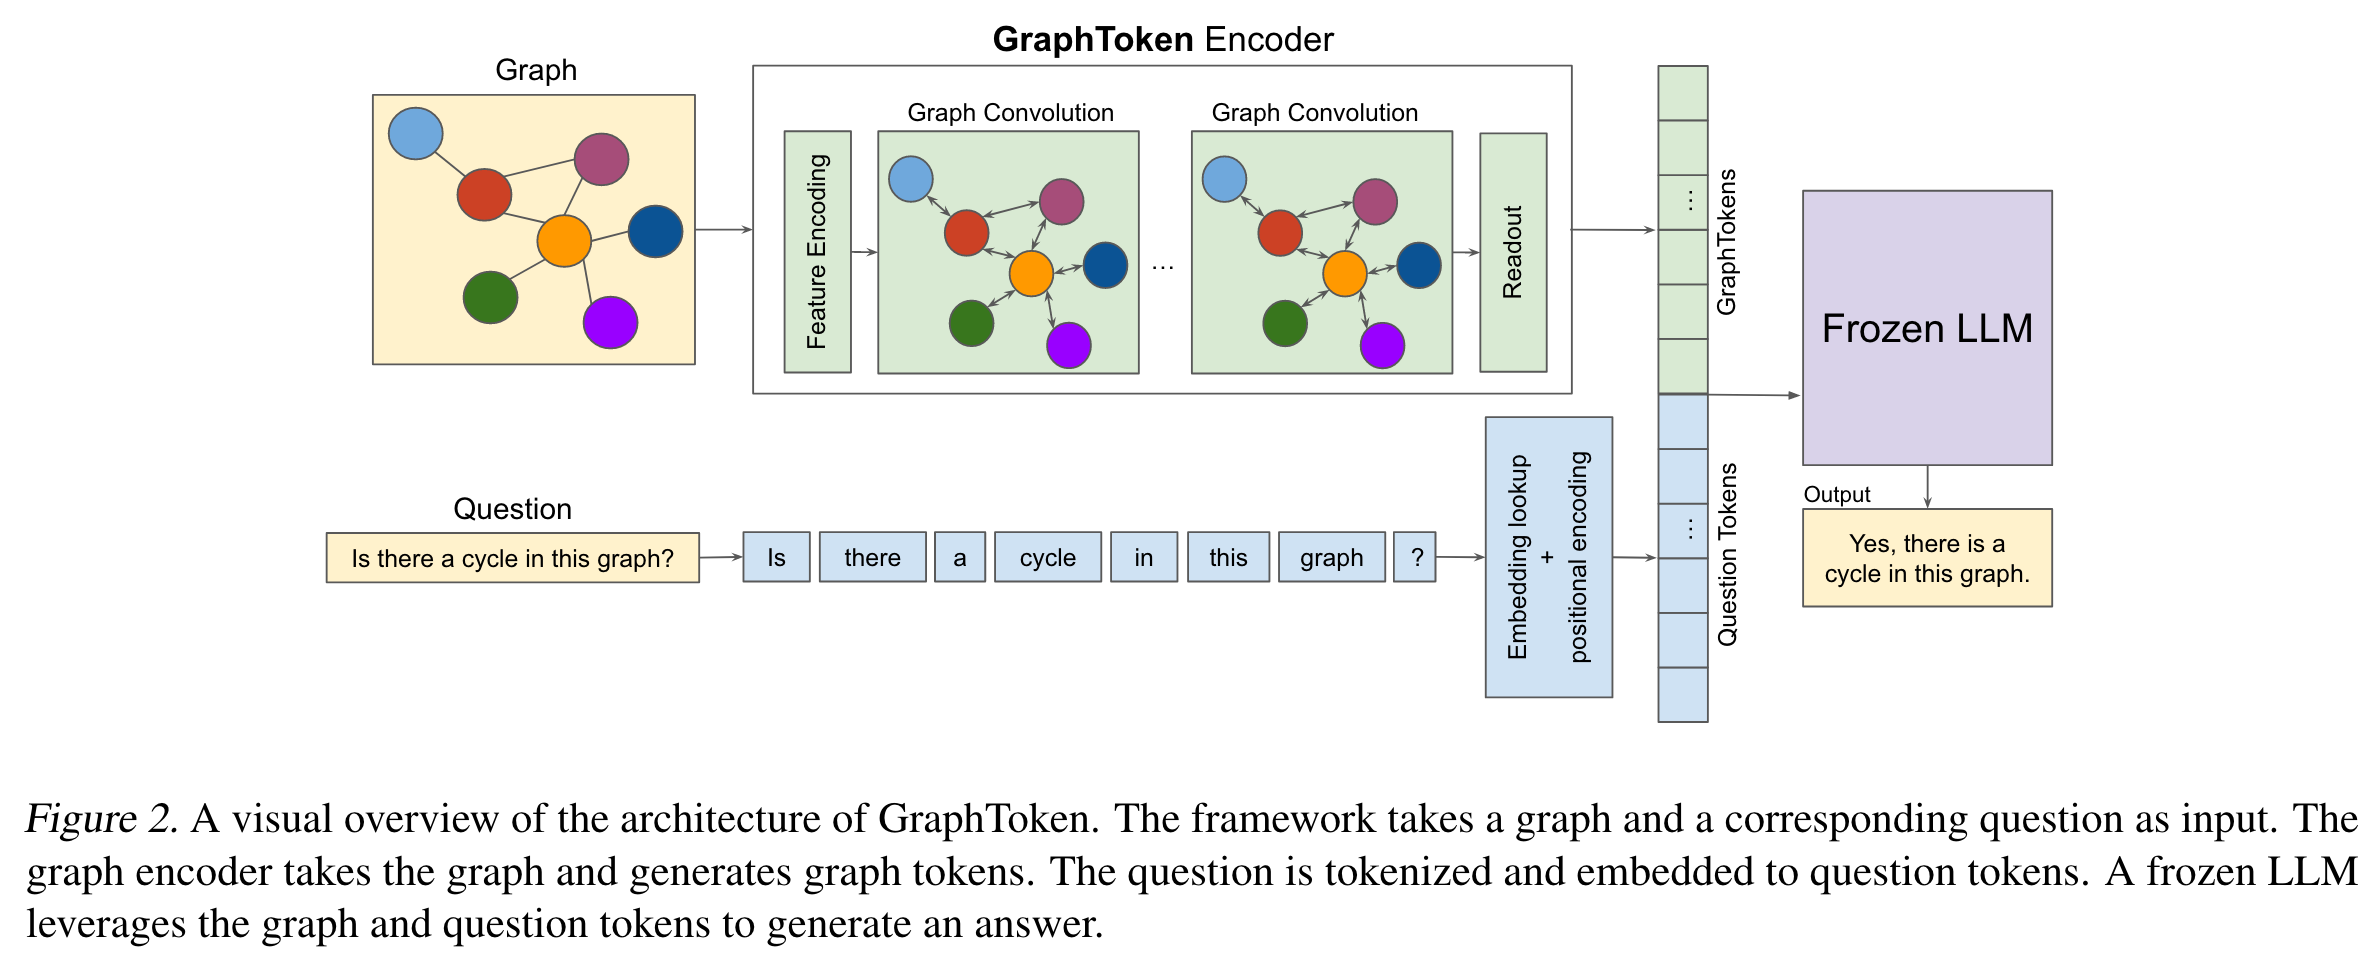 GraphToken Encoder
Graph
Graph Convolution
Graph Convolution
Feature Encoding
...
Readout
...
GraphTokens
Frozen LLM
Question
Is there a cycle in this graph?
Is
there
a
cycle
in
this
graph
?
Embedding lookup
+
positional encoding
...
Question Tokens
Output
Yes, there is a
cycle in this graph.
Figure 2. A visual overview of the architecture of GraphToken. The framework takes a graph and a corresponding question as input. The
graph encoder takes the graph and generates graph tokens. The question is tokenized and embedded to question tokens. A frozen LLM
leverages the graph and question tokens to generate an answer.